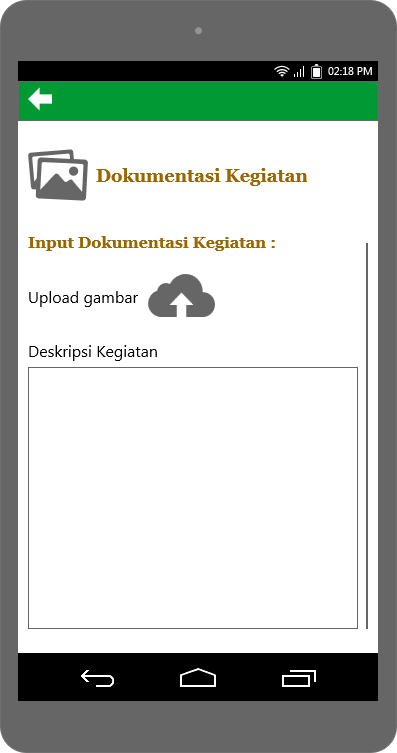 02:18 PM
Dokumentasi Kegiatan
Input Dokumentasi Kegiatan :
Upload gambar
Deskripsi Kegiatan